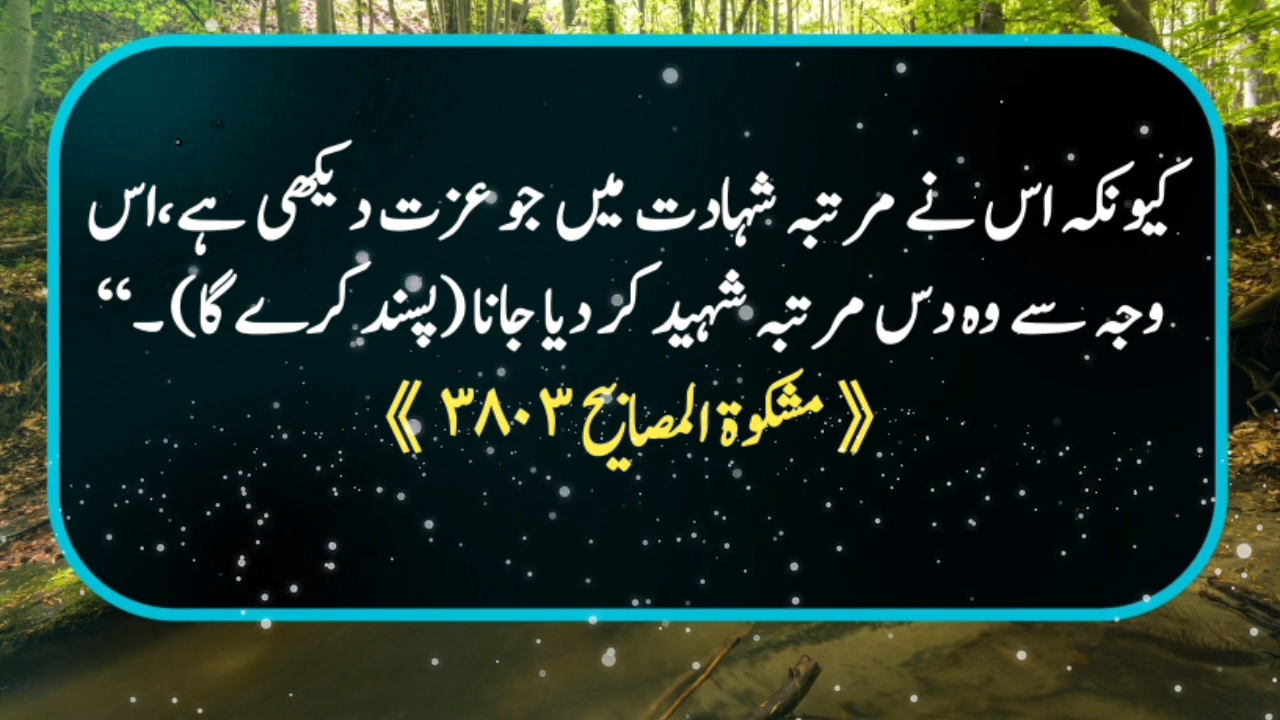 کیونکہ اس نے مرتبہ شہادت میں جو عزت دیکھی ہے،اس
وجہ سے وہ دس مرتبہ شہید کر دیا جانا (پسند کرے گا)۔“
《 مشکوۃ المصابیح ۳۸۰۳ 》